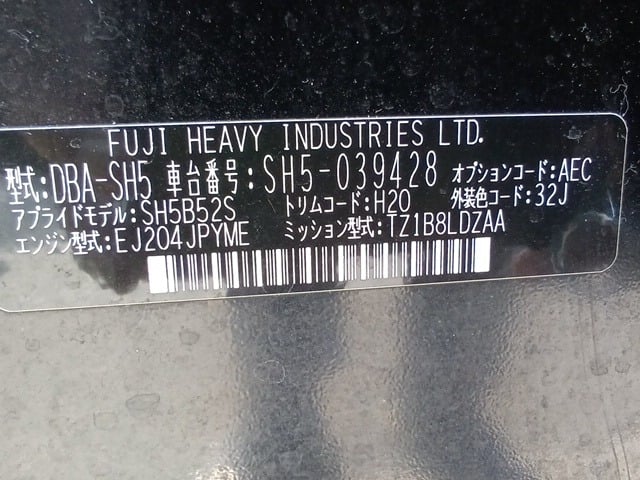 FUJI HEAVY INDUSTRIES LTD.
型式:DBA-SH5 車台番号:SH5-039428 オプションコード:AEC
アプライドモデル:SH5B52S トリムコード:H20 外装色コード:32J
エンジン型式:EJ204JPYME ミッション型式:TZ1B8LDZAA